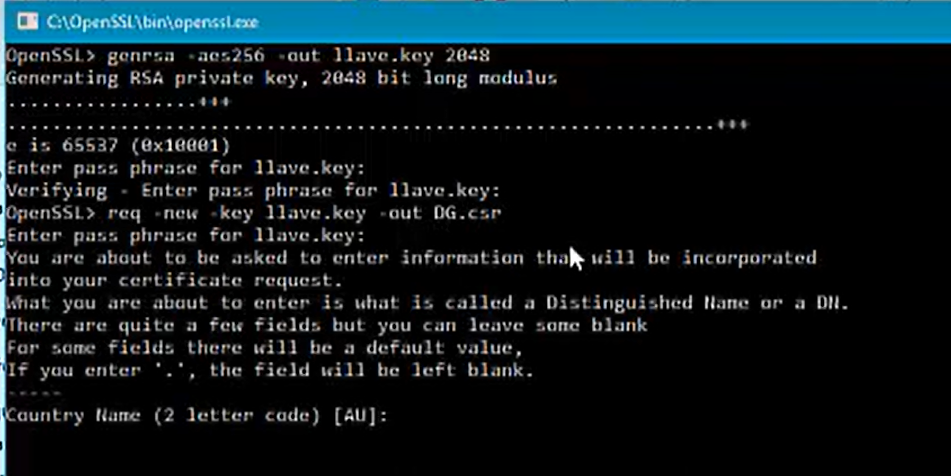 C:\OpenSSL\bin\openssl.exe
OpenSSL> genrsa -aes256 -out llave.key 2048
Generating RSA private key, 2048 bit long modulus
.................+++
...............................................................+++
e is 65537 (0x10001)
Enter pass phrase for llave.key:
Verifying - Enter pass phrase for llave.key:
OpenSSL> req -new -key llave.key -out DG.csr
Enter pass phrase for llave.key:
You are about to be asked to enter information that will be incorporated
into your certificate request.
What you are about to enter is what is called a Distinguished Name or a DN.
There are quite a few fields but you can leave some blank
For some fields there will be a default value,
If you enter '.', the field will be left blank.
-----
Country Name (2 letter code) [AU]: